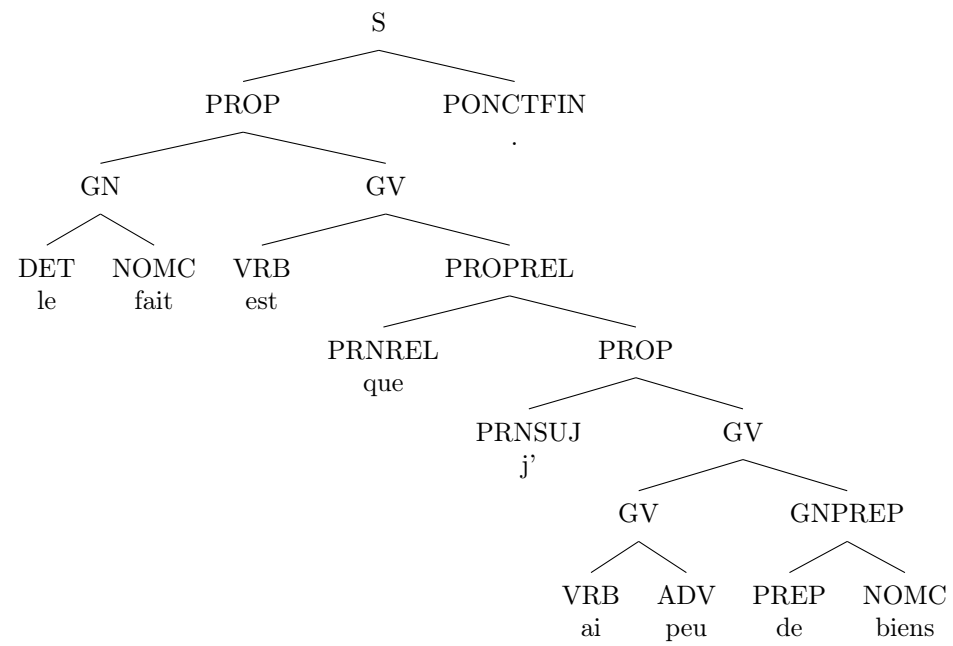 S
PROP PONCTFIN
.
GN GV
DET NOMC VRB PROPREL
le fait est
PRNREL PROP
que
PRNSUJ GV
j'
GV GNPREP
VRB ADV PREP NOMC
ai peu de biens